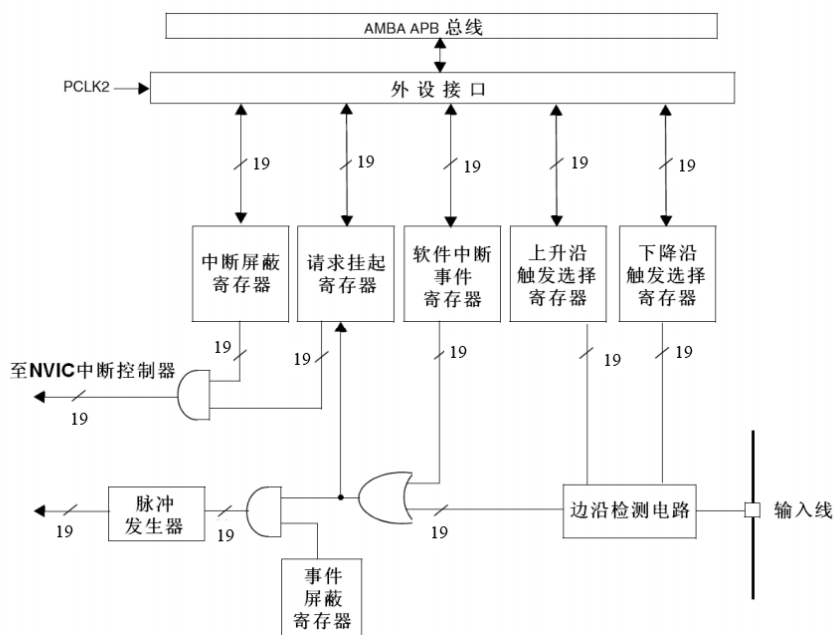 AMBA APB 总线
PCLK2
外设接口
19
19
19
19
19
中断屏蔽
寄存器
请求挂起
寄存器
软件中断
事件
寄存器
上升沿
触发选择
寄存器
下降沿
触发选择
寄存器
19
19
19
19
19
至NVIC中断控制器
19
脉冲
发生器
边沿检测电路
输入线
19
19
19
事件
屏蔽
寄存器